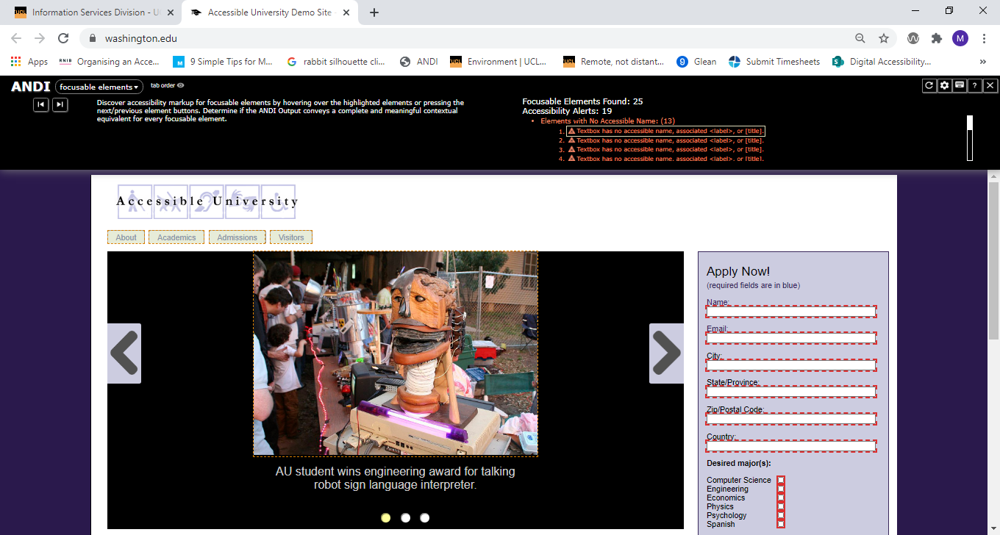 Information Services Division - U
Accessible University Demo Site -
washington.edu
M
Apps
RNIB Organising an Acce...
M 9 Simple Tips for M...
G rabbit silhouette cli...
ANDI
UCL Environment | UCL...
UCL Remote, not distant...
9 Glean
Submit Timesheets
S Digital Accessibility...
»
ANDI focusable elements tab order
?
Discover accessibility markup for focusable elements by hovering over the highlighted elements or pressing the
next/previous element buttons. Determine if the ANDI Output conveys a complete and meaningful contextual
equivalent for every focusable element.
Focusable Elements Found: 25
Accessibility Alerts: 19
• Elements with No Accessible Name: (13)
1. Textbox has no accessible name, associated <label>, or [title].
2. Textbox has no accessible name, associated <label>, or [title].
3. Textbox has no accessible name, associated <label>, or [title].
4. Textbox has no accessible name, associated <label>, or [title].
Accessible University
About
Academics
Admissions
Visitors
AU student wins engineering award for talking
robot sign language interpreter.
Apply Now!
(required fields are in blue)
Name:
Email:
City:
State/Province:
Zip/Postal Code:
Country:
Desired major(s):
Computer Science
Engineering
Economics
Physics
Psychology
Spanish